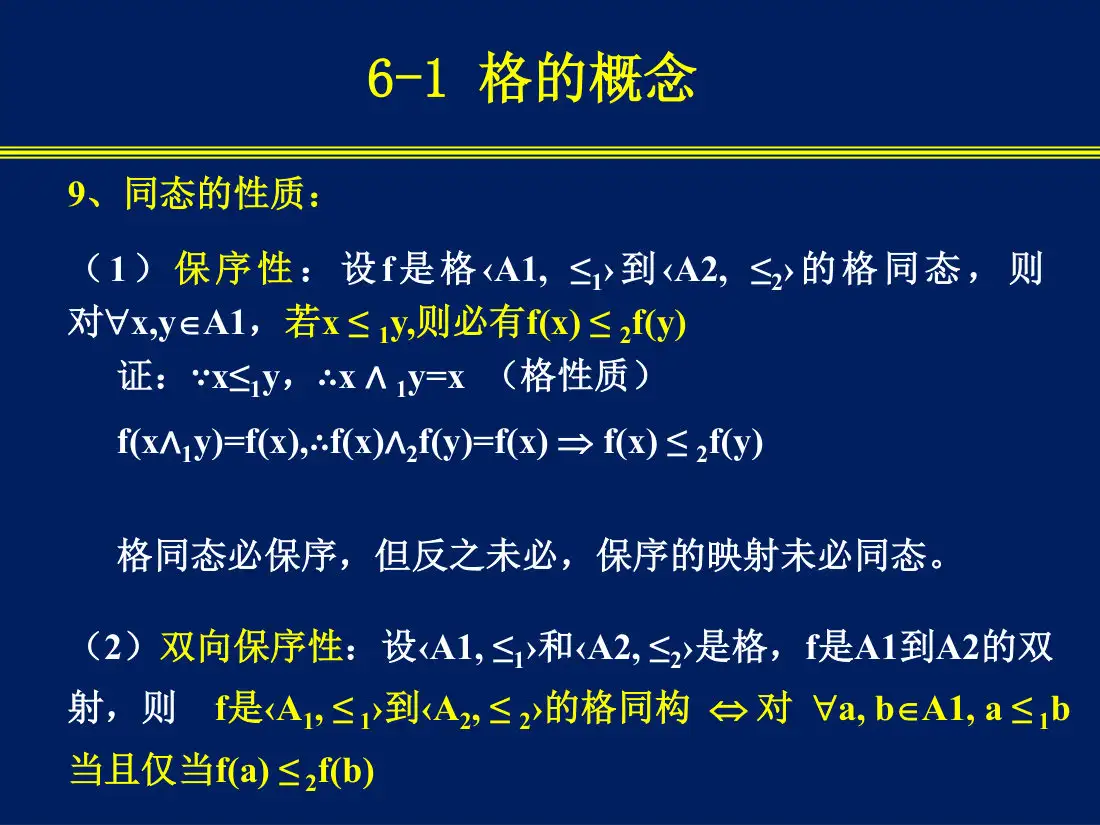 6-1 格的概念
9、同态的性质：
（1）保序性：设f是格‹A1, ≤₁›到‹A2, ≤₂›的格同态，则
对∀x,y∈A1，若x ≤ ₁y,则必有f(x) ≤ ₂f(y)
证：∵x≤₁y，∴x ∧ ₁y=x （格性质）
f(x∧₁y)=f(x),∴f(x)∧₂f(y)=f(x) ⇒ f(x) ≤ ₂f(y)
格同态必保序，但反之未必，保序的映射未必同态。
（2）双向保序性：设‹A1, ≤₁›和‹A2, ≤₂›是格，f是A1到A2的双
射，则 f是‹A₁, ≤ ₁›到‹A₂, ≤ ₂›的格同构 ⇔ 对 ∀a, b∈A1, a ≤ ₁b
当且仅当f(a) ≤ ₂f(b)